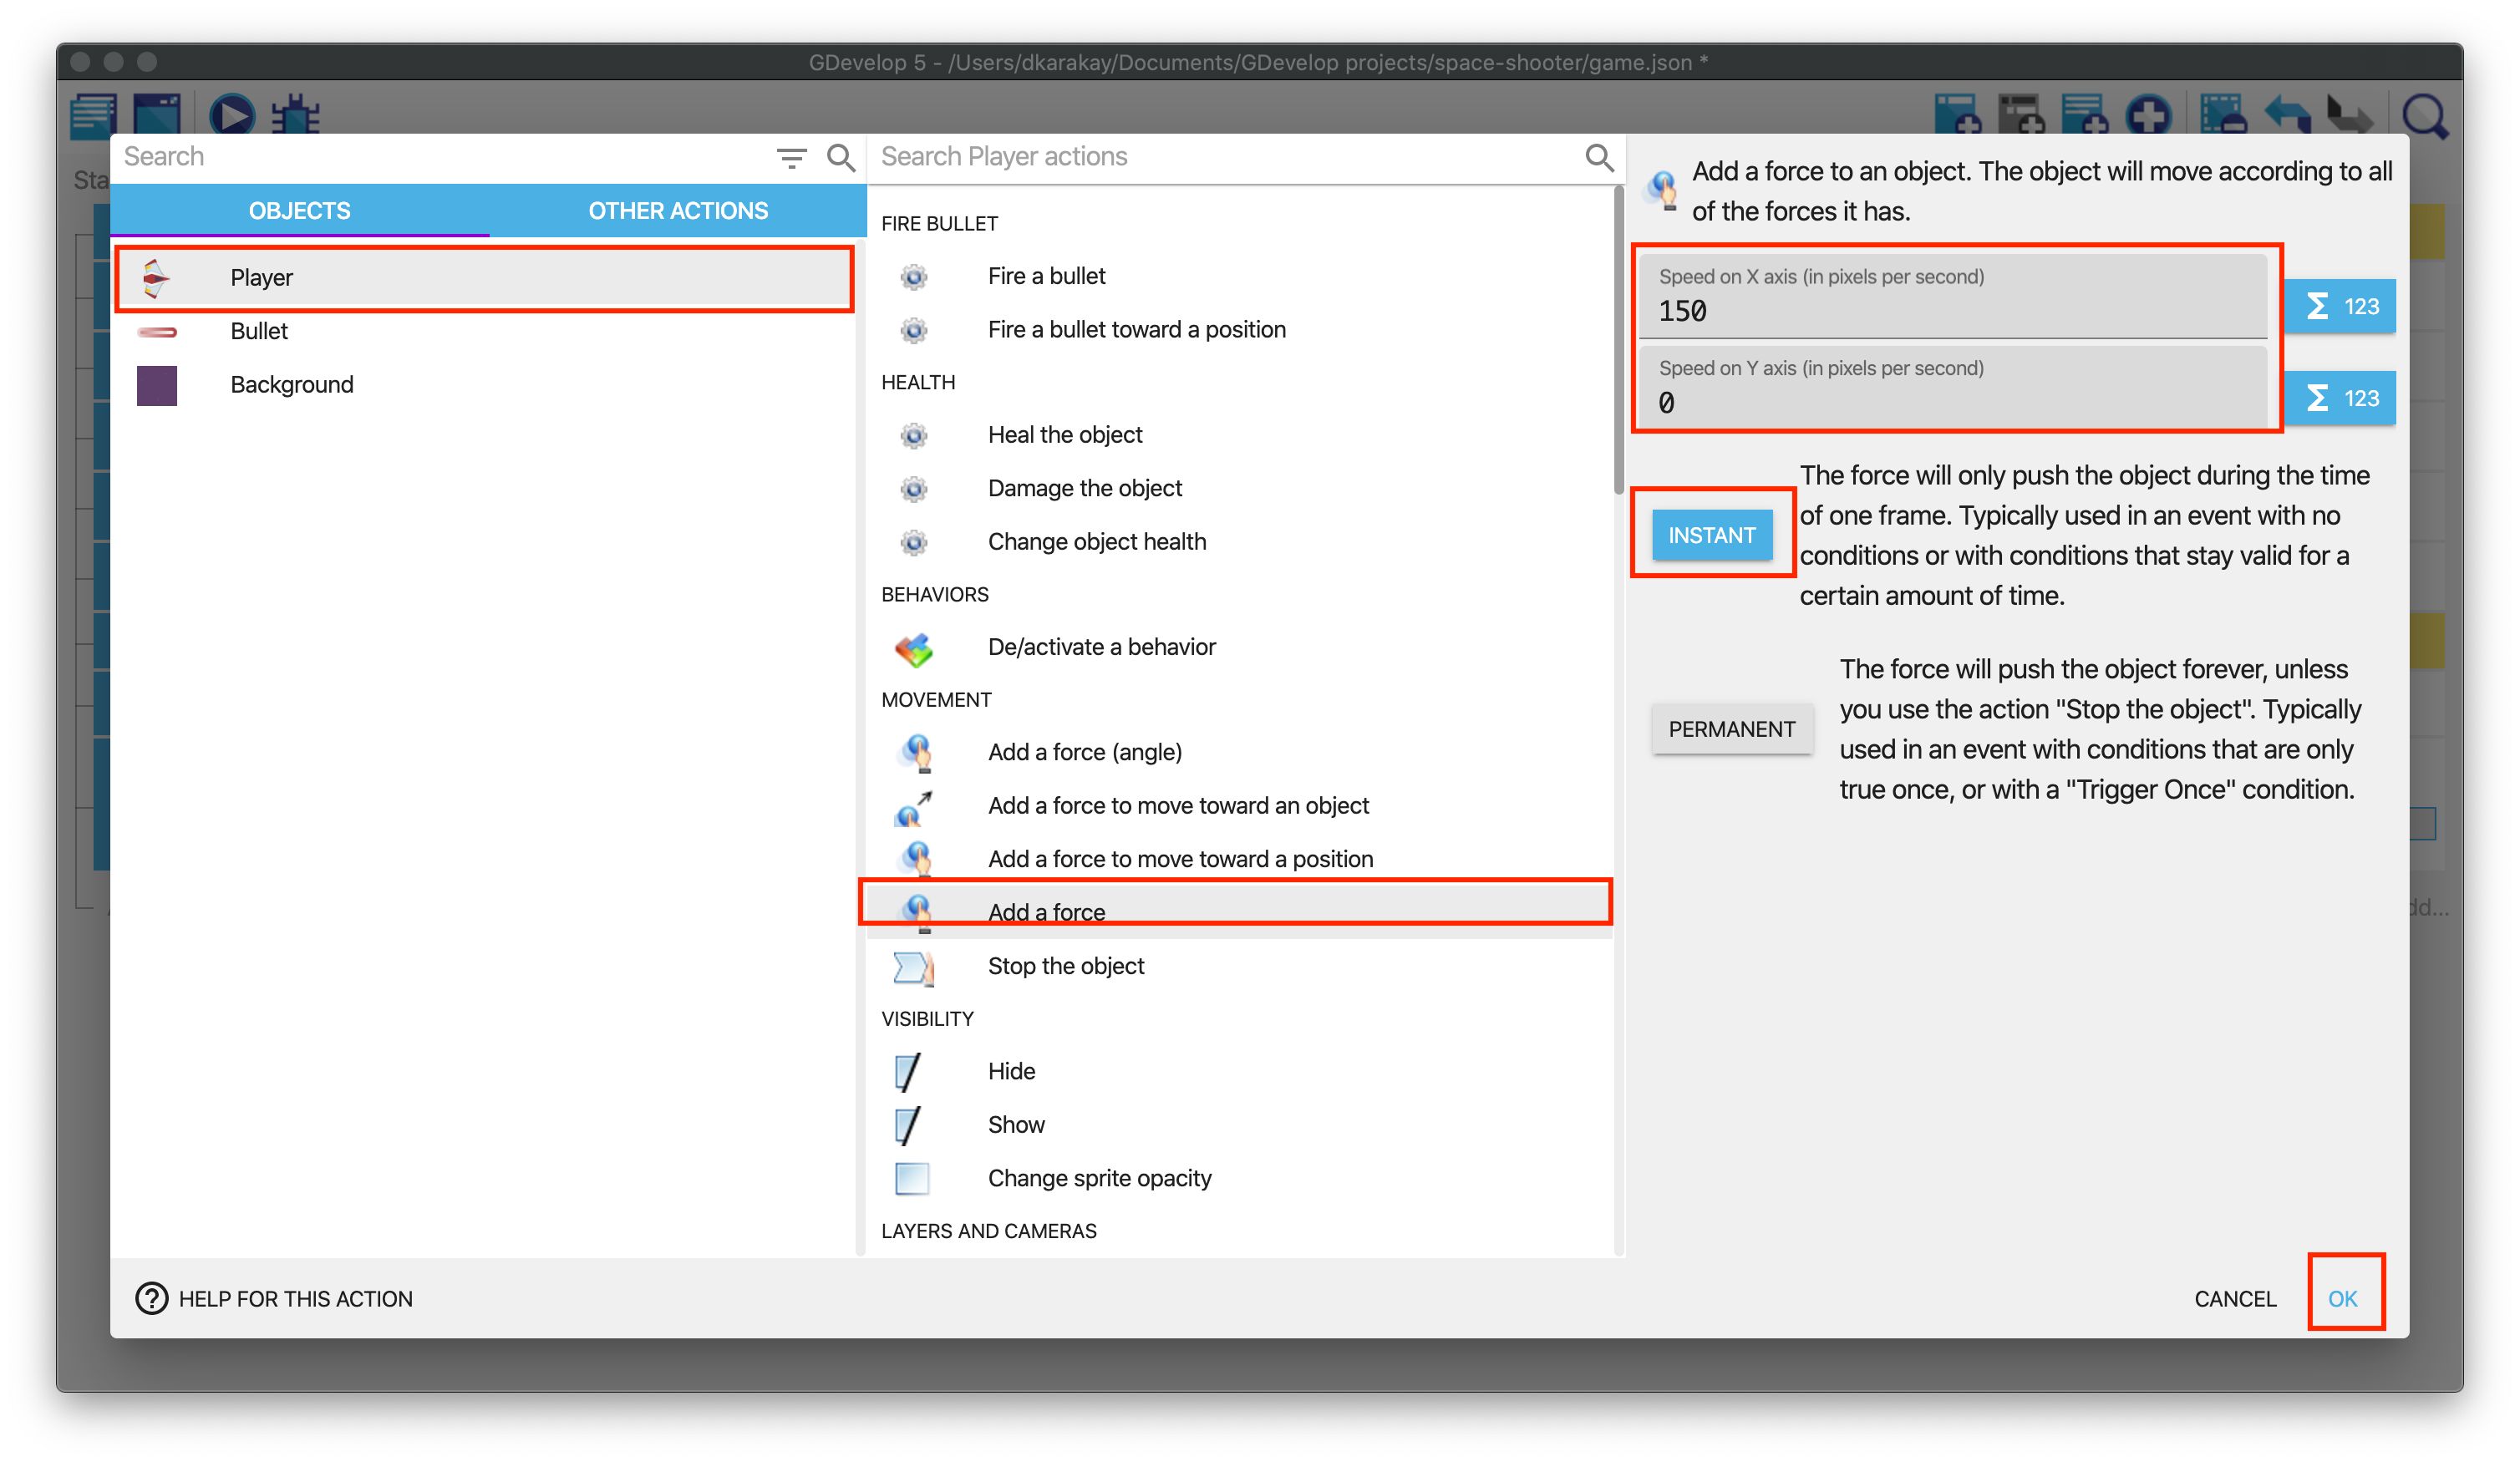 GDevelop 5 - /Users/dkarakay/Documents/GDevelop projects/space-shooter/game.json *
Search
Search Player actions
Sta
OBJECTS
OTHER ACTIONS
Player
Bullet
Background
FIRE BULLET
Fire a bullet
Fire a bullet toward a position
HEALTH
Heal the object
Damage the object
Change object health
BEHAVIORS
De/activate a behavior
MOVEMENT
Add a force (angle)
Add a force to move toward an object
Add a force to move toward a position
Add a force
Stop the object
VISIBILITY
Hide
Show
Change sprite opacity
LAYERS AND CAMERAS
Add a force to an object. The object will move according to all
of the forces it has.
Speed on X axis (in pixels per second)
150
Σ 123
Speed on Y axis (in pixels per second)
0
Σ 123
INSTANT
The force will only push the object during the time
of one frame. Typically used in an event with no
conditions or with conditions that stay valid for a
certain amount of time.
PERMANENT
The force will push the object forever, unless
you use the action "Stop the object". Typically
used in an event with conditions that are only
true once, or with a "Trigger Once" condition.
dd...
? HELP FOR THIS ACTION
CANCEL
OK